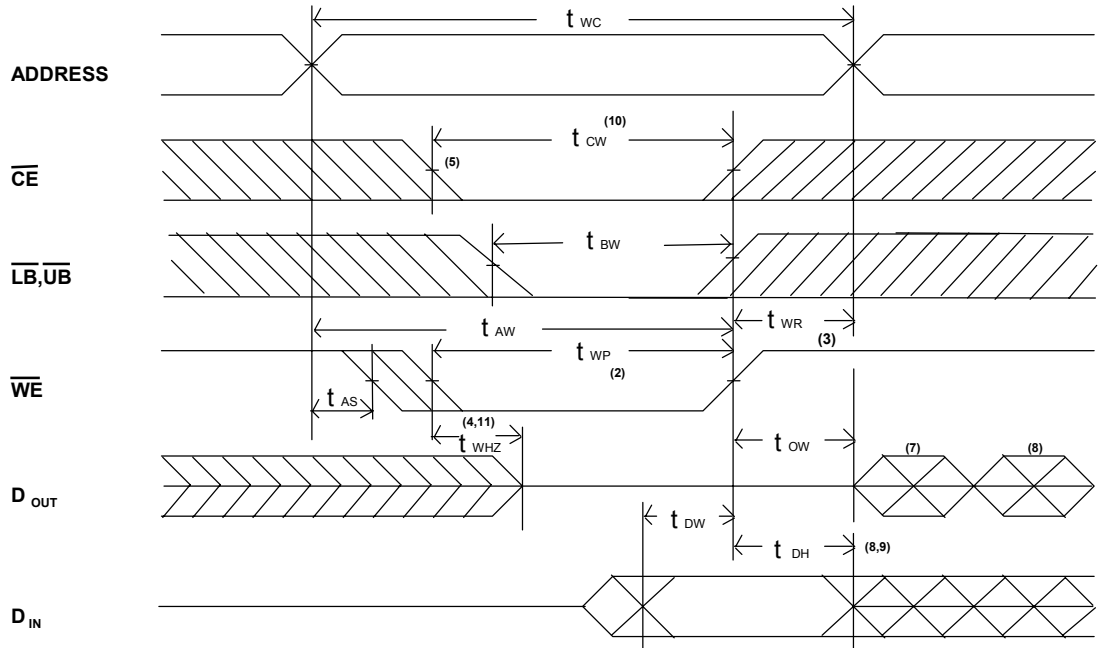 t WC
ADDRESS
t CW (10)
CE (5)
t BW
LB,UB
t AW
t WR (3)
t WP (2)
WE
t AS
t WHZ (4,11)
t OW
D OUT
(7) (8)
t DW
t DH (8,9)
D IN